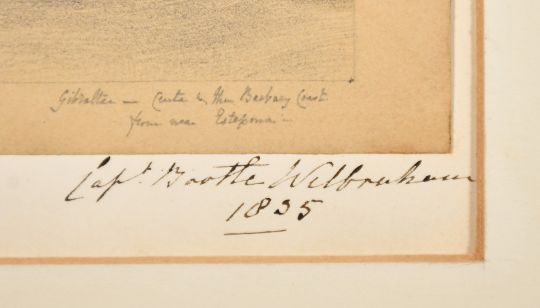 Gibraltar — Ceuta & the Barbary Coast
from near Estepona —
Capt. Bootle Wilbraham
1835